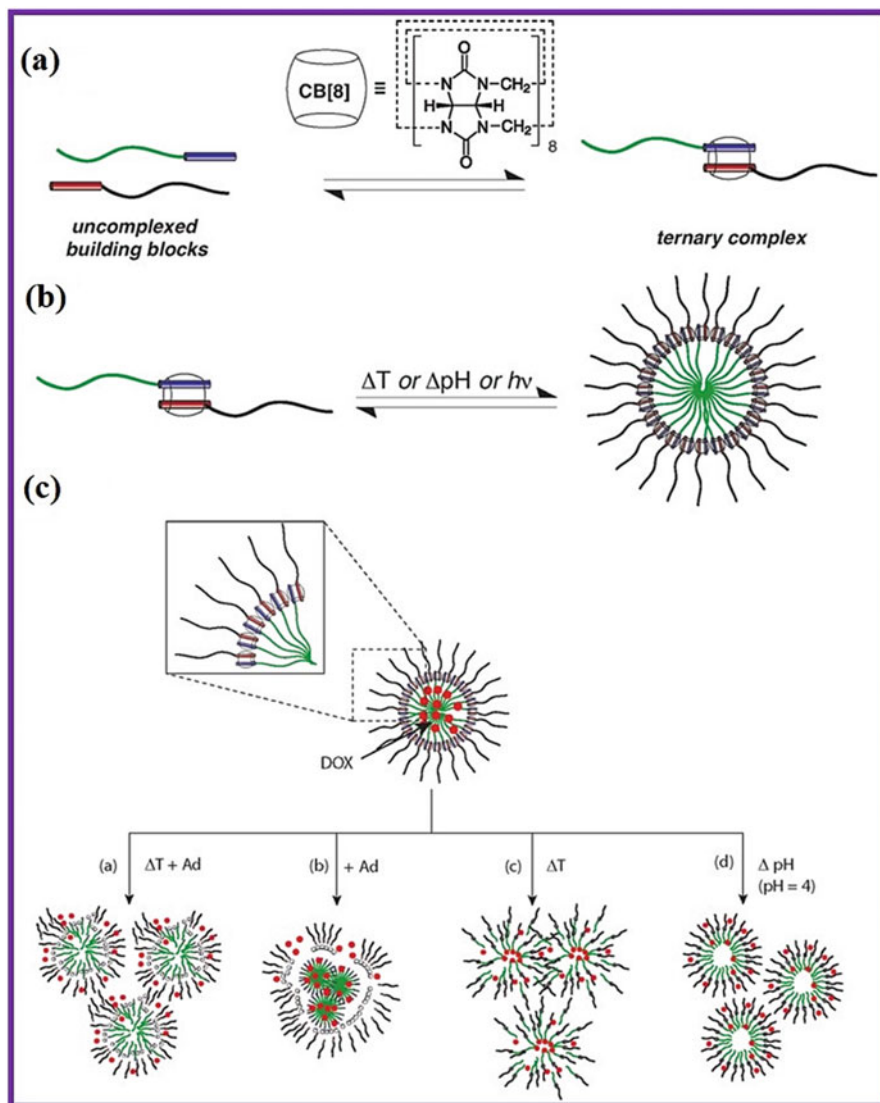 (a)
CB[8] ≡
O
N N–CH₂
H H
N N–CH₂
O
8
uncomplexed
building blocks
ternary complex
(b)
ΔT or ΔpH or hν
(c)
DOX
(a) ΔT + Ad
(b) + Ad
(c) ΔT
(d) Δ pH
(pH = 4)